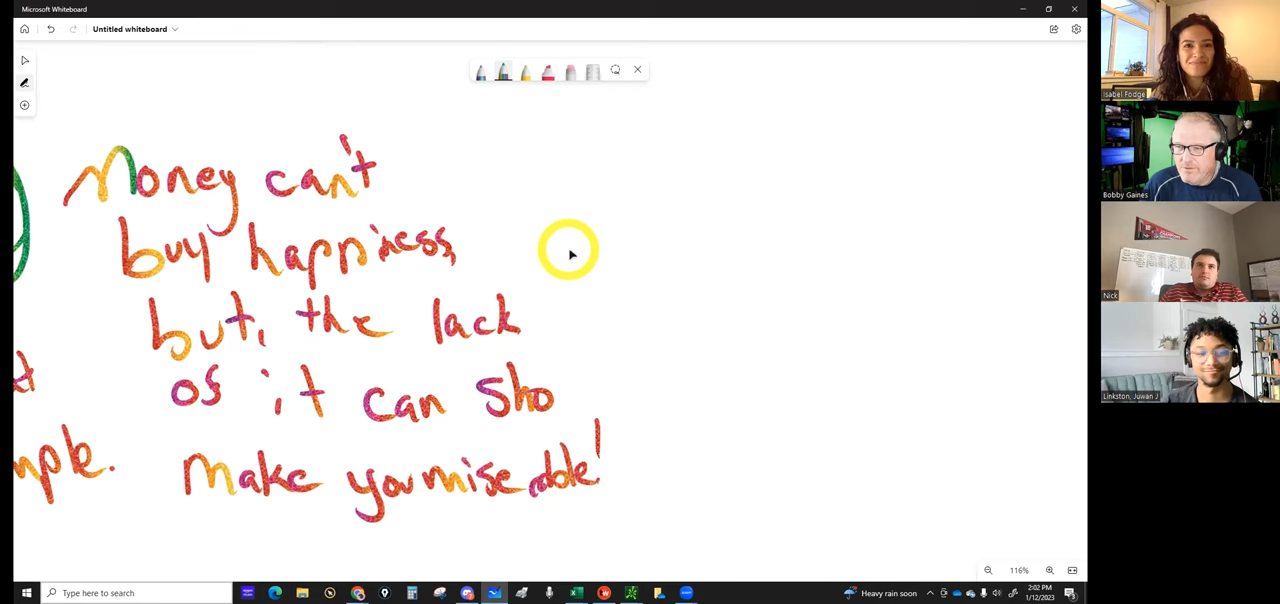 Microsoft Whiteboard
Untitled whiteboard
Money can't
buy happiness,
but, the lack
os it can sho
make you miserable!
mple.
116%
Type here to search
Heavy rain soon
2:02 PM
1/12/2023
Isabel Fodge
Bobby Gaines
Nick
Linkston, Juwan J